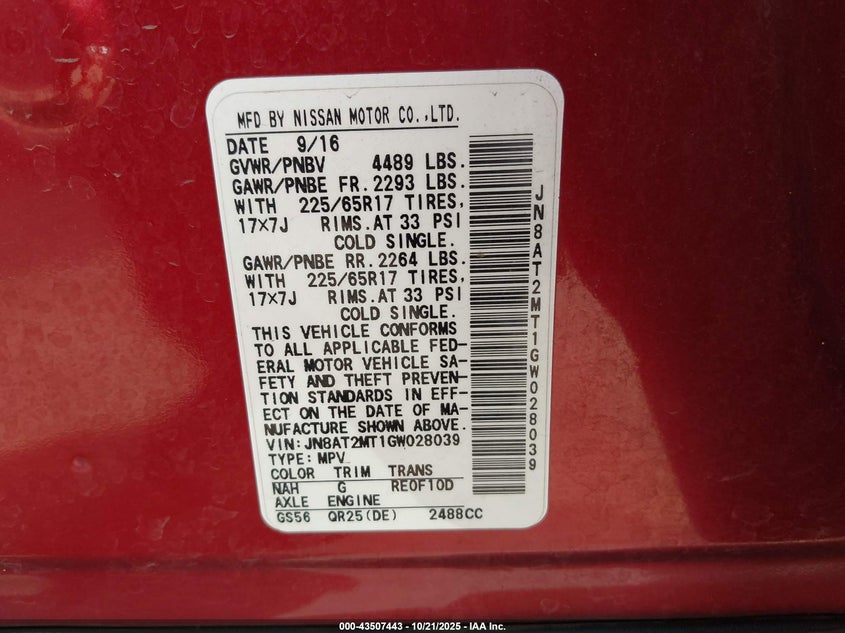 MFD BY NISSAN MOTOR CO.,LTD.
DATE 9/16
GVWR/PNBV 4489 LBS.
GAWR/PNBE FR.2293 LBS.
WITH 225/65R17 TIRES,
17×7J RIMS.AT 33 PSI
COLD SINGLE.
GAWR/PNBE RR.2264 LBS.
WITH 225/65R17 TIRES,
17×7J RIMS.AT 33 PSI
COLD SINGLE.
THIS VEHICLE CONFORMS
TO ALL APPLICABLE FED-
ERAL MOTOR VEHICLE SA-
FETY AND THEFT PREVEN-
TION STANDARDS IN EFF-
ECT ON THE DATE OF MA-
NUFACTURE SHOWN ABOVE.
VIN:JN8AT2MT1GW028039
TYPE:MPV
COLOR TRIM TRANS
NAH G RE0F10D
AXLE ENGINE
GS56 QR25(DE) 2488CC
JN8AT2MT1GW028039
000-43507443 - 10/21/2025 - IAA Inc.